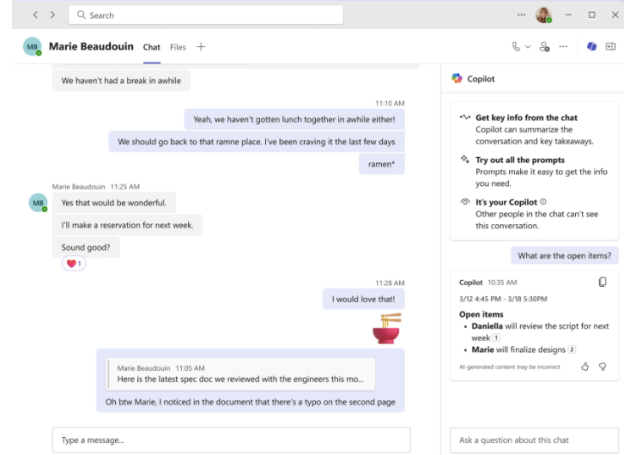 Search
MB
Marie Beaudouin
Chat
Files
We haven't had a break in awhile
11:10 AM
Yeah, we haven't gotten lunch together in awhile either!
We should go back to that ramne place. I've been craving it the last few days
ramen*
Marie Beaudouin 11:25 AM
MB
Yes that would be wonderful.
I'll make a reservation for next week.
Sound good?
1
11:28 AM
I would love that!
Marie Beaudouin 11:05 AM
Here is the latest spec doc we reviewed with the engineers this mo...
Oh btw Marie, I noticed in the document that there's a typo on the second page
Type a message...
Copilot
Get key info from the chat
Copilot can summarize the
conversation and key takeaways.
Try out all the prompts
Prompts make it easy to get the info
you need.
It's your Copilot
Other people in the chat can't see
this conversation.
What are the open items?
Copilot 10:35 AM
3/12 4:45 PM - 3/18 5:30PM
Open items
• Daniella will review the script for next
week 1
• Marie will finalize designs 2
AI-generated content may be incorrect
Ask a question about this chat